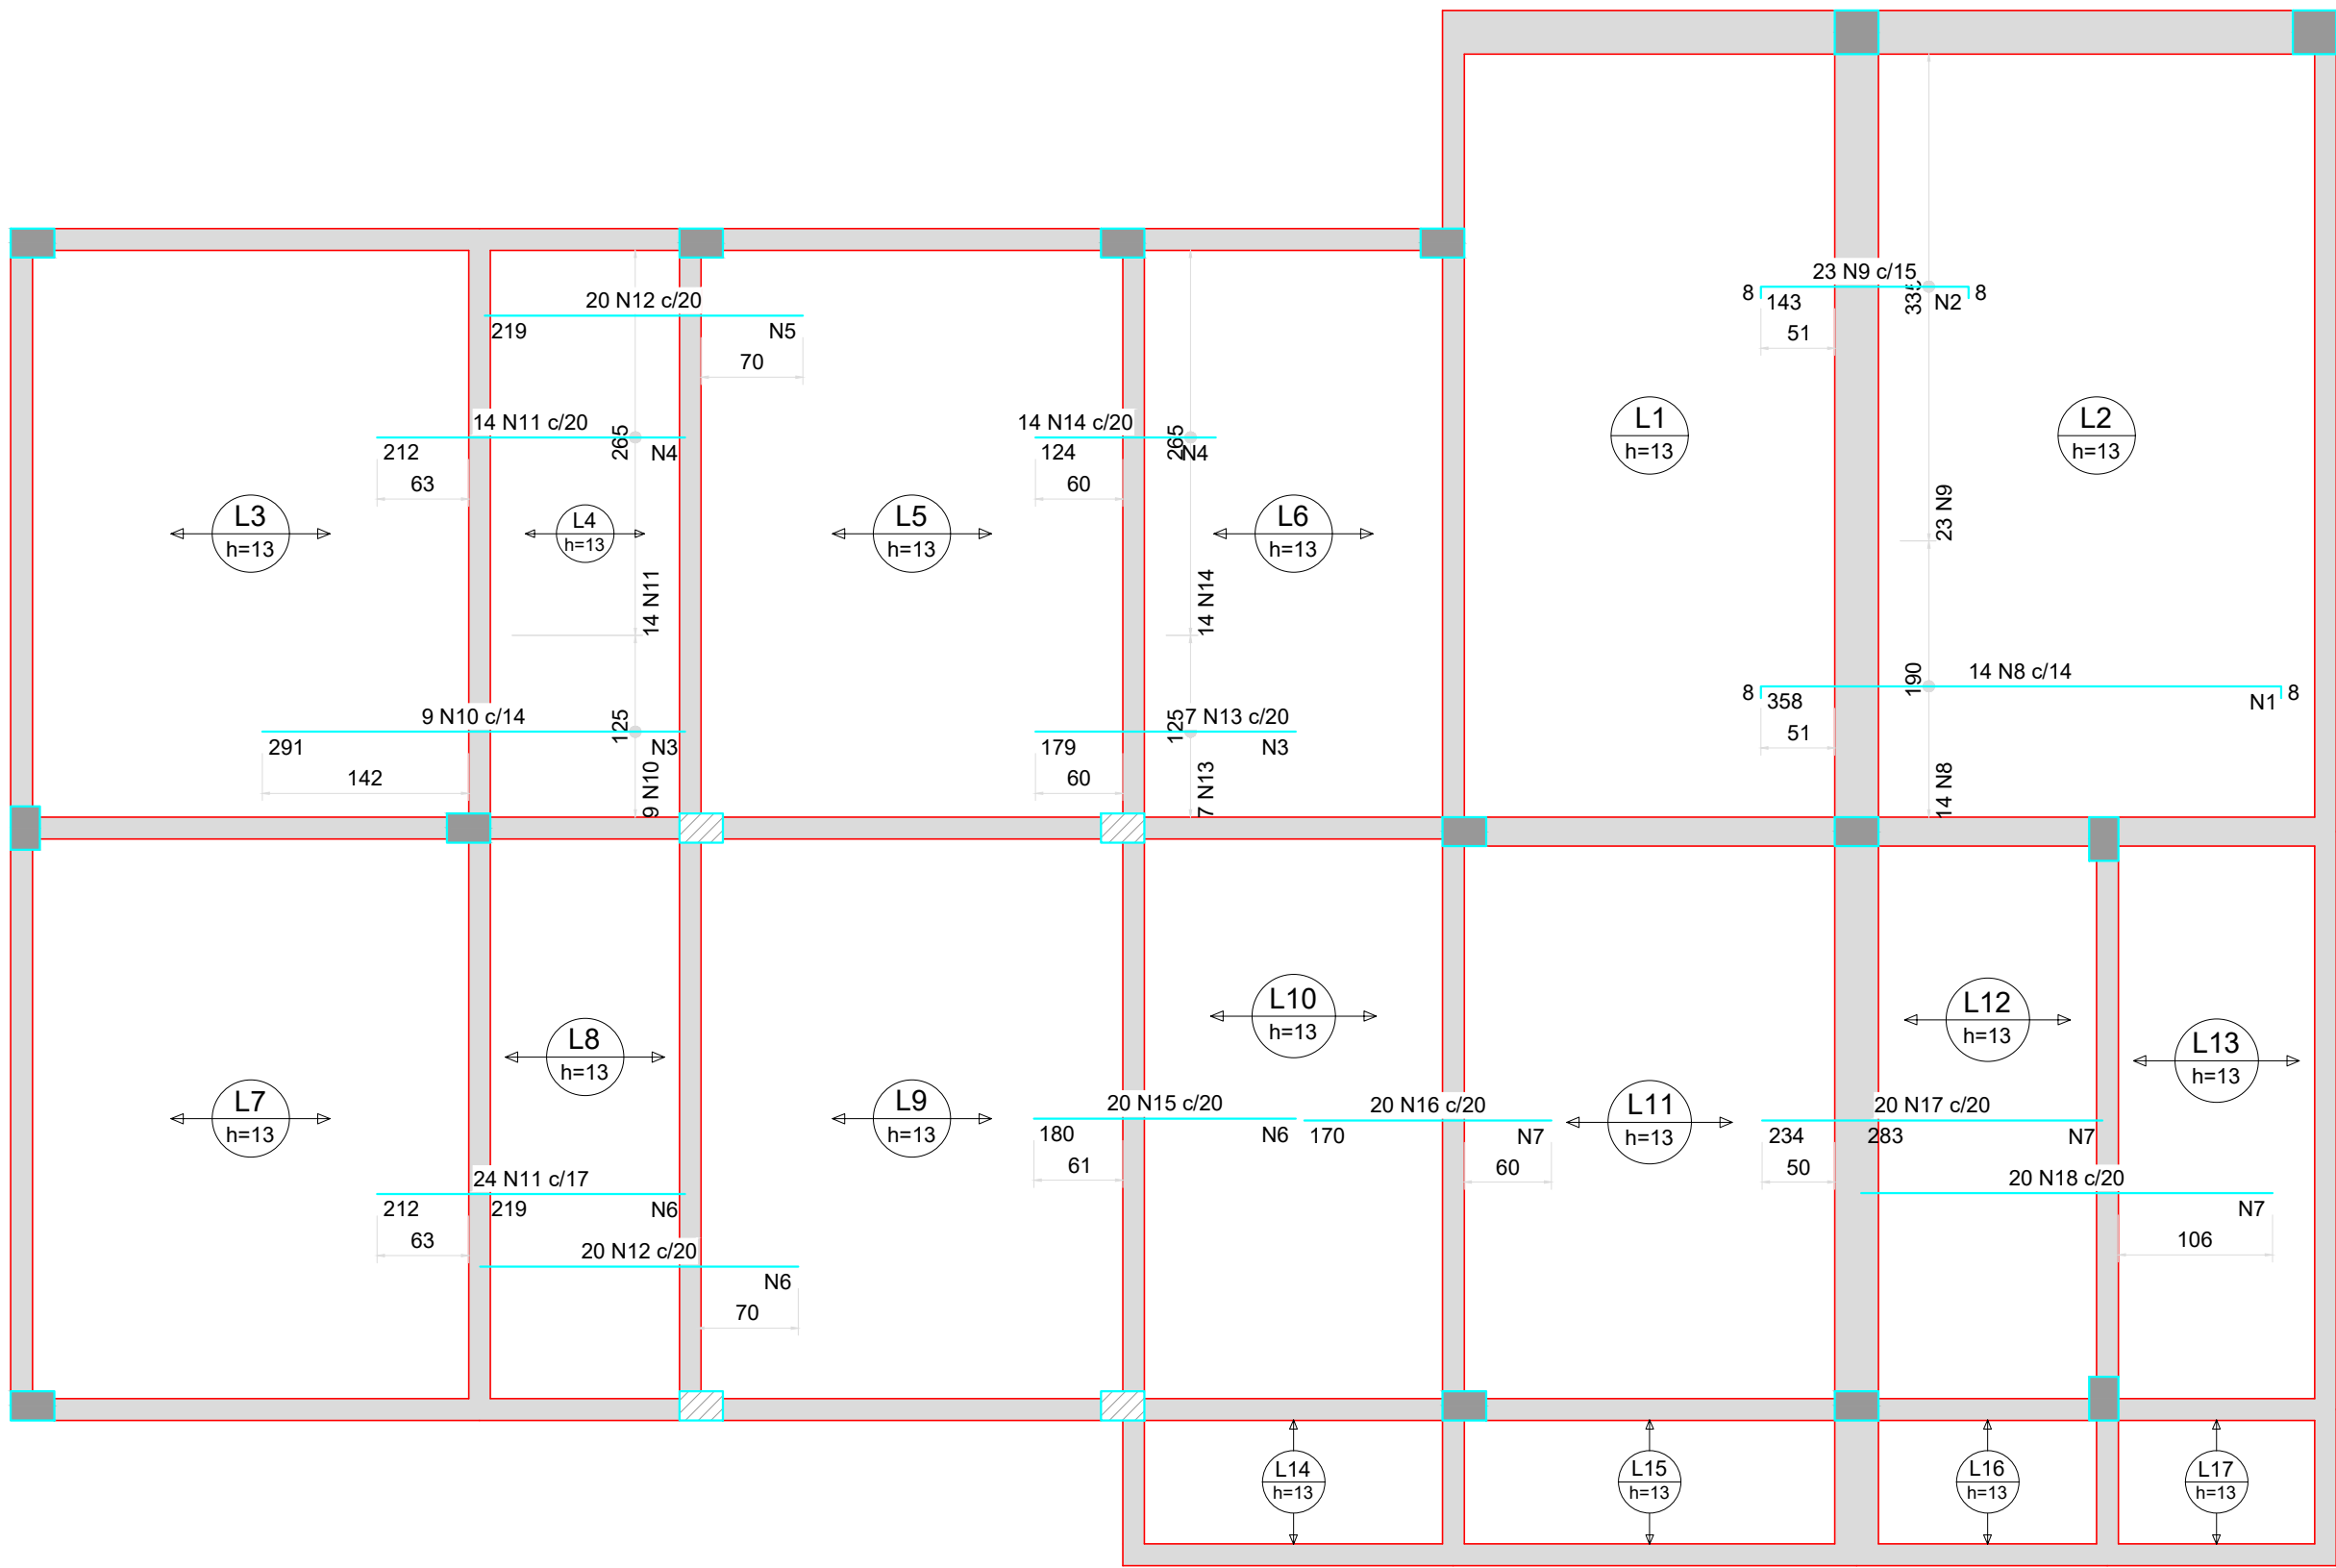 23 N9 c/15
8
143
335
N2
8
51
20 N12 c/20
219
N5
70
14 N11 c/20
212
265
N4
63
14 N14 c/20
124
265
N4
60
L1
h=13
L2
h=13
L3
h=13
L4
h=13
L5
h=13
L6
h=13
23 N9
14 N11
14 N14
14 N8 c/14
8
358
190
N1
8
51
9 N10 c/14
291
125
N3
142
7 N13 c/20
179
125
N3
60
9 N10
7 N13
14 N8
L10
h=13
L12
h=13
L8
h=13
L13
h=13
L7
h=13
L9
h=13
L11
h=13
20 N15 c/20
180
N6
61
20 N16 c/20
170
N7
60
20 N17 c/20
234
283
N7
50
24 N11 c/17
212
219
N6
63
20 N18 c/20
N7
106
20 N12 c/20
N6
70
L14
h=13
L15
h=13
L16
h=13
L17
h=13